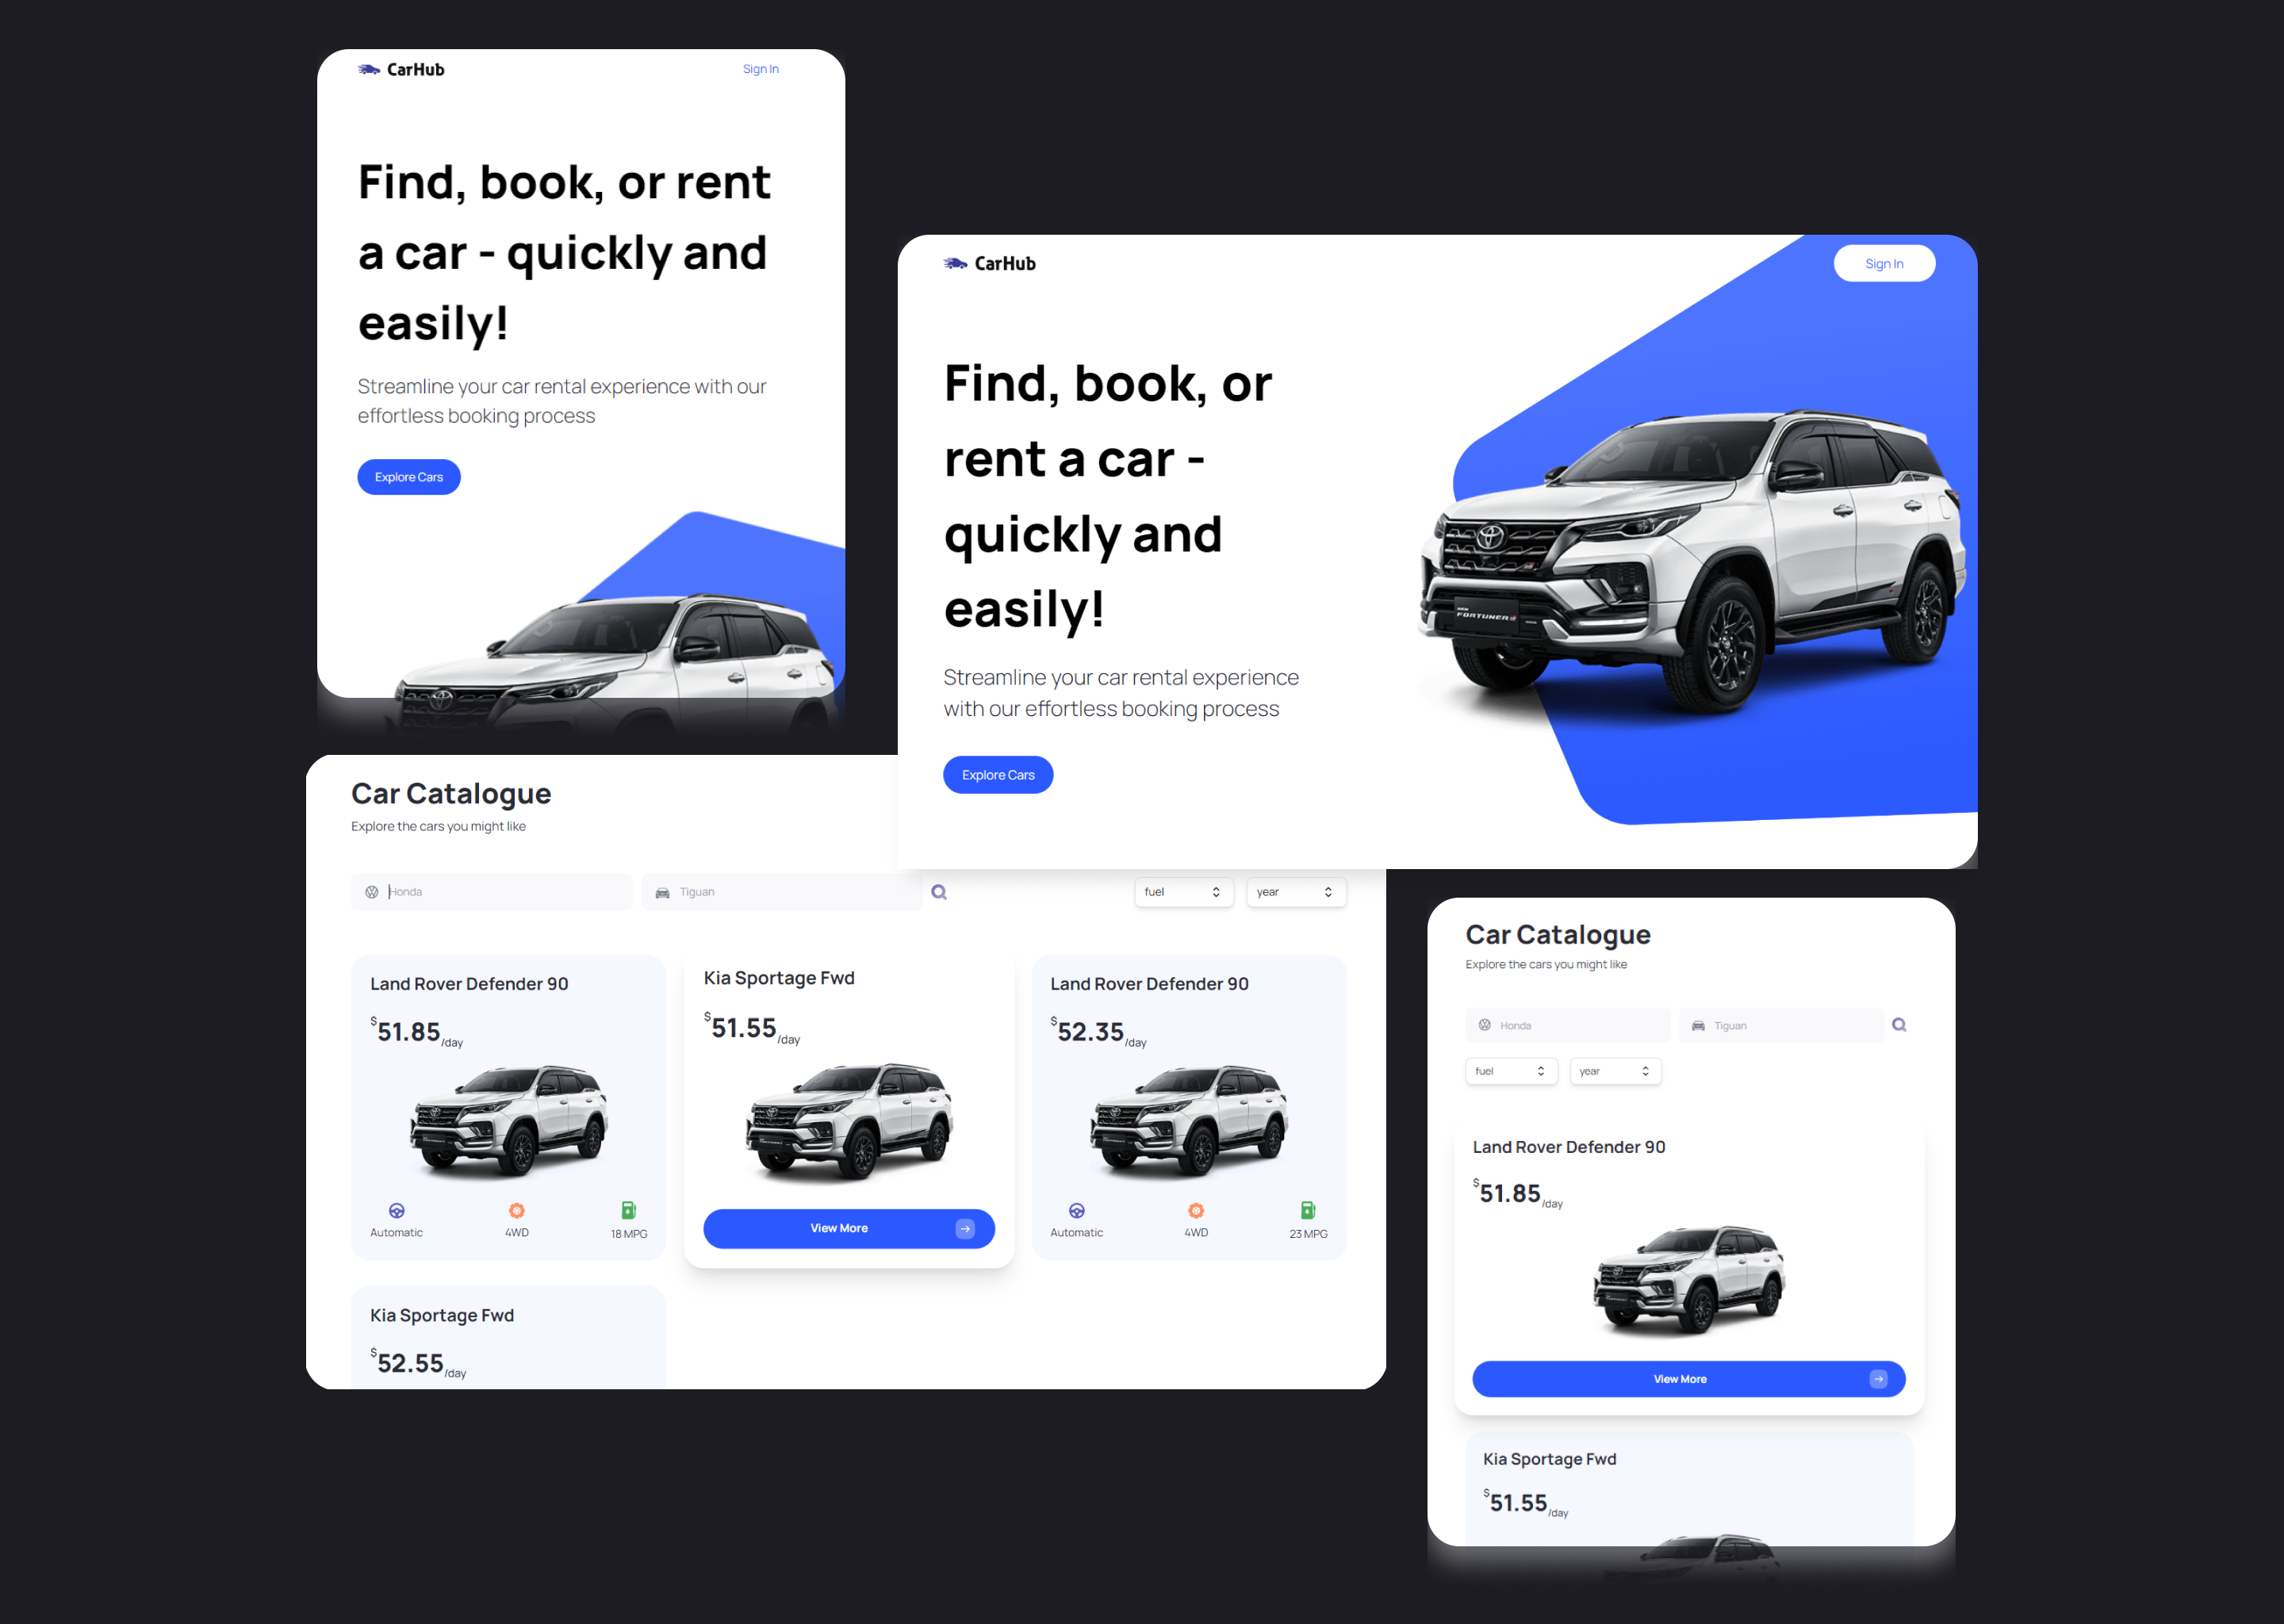 CarHub
Sign In
Find, book, or rent
a car - quickly and
easily!
Streamline your car rental experience with our
effortless booking process
Explore Cars
CarHub
Sign In
Find, book, or
rent a car -
quickly and
easily!
Streamline your car rental experience
with our effortless booking process
Explore Cars
NEW
FORTUNER
Car Catalogue
Explore the cars you might like
Honda
Tiguan
fuel
year
Land Rover Defender 90
$51.85/day
Automatic
4WD
18 MPG
Kia Sportage Fwd
$51.55/day
View More
Land Rover Defender 90
$52.35/day
Automatic
4WD
23 MPG
Kia Sportage Fwd
$52.55/day
Car Catalogue
Explore the cars you might like
Honda
Tiguan
fuel
year
Land Rover Defender 90
$51.85/day
View More
Kia Sportage Fwd
$51.55/day